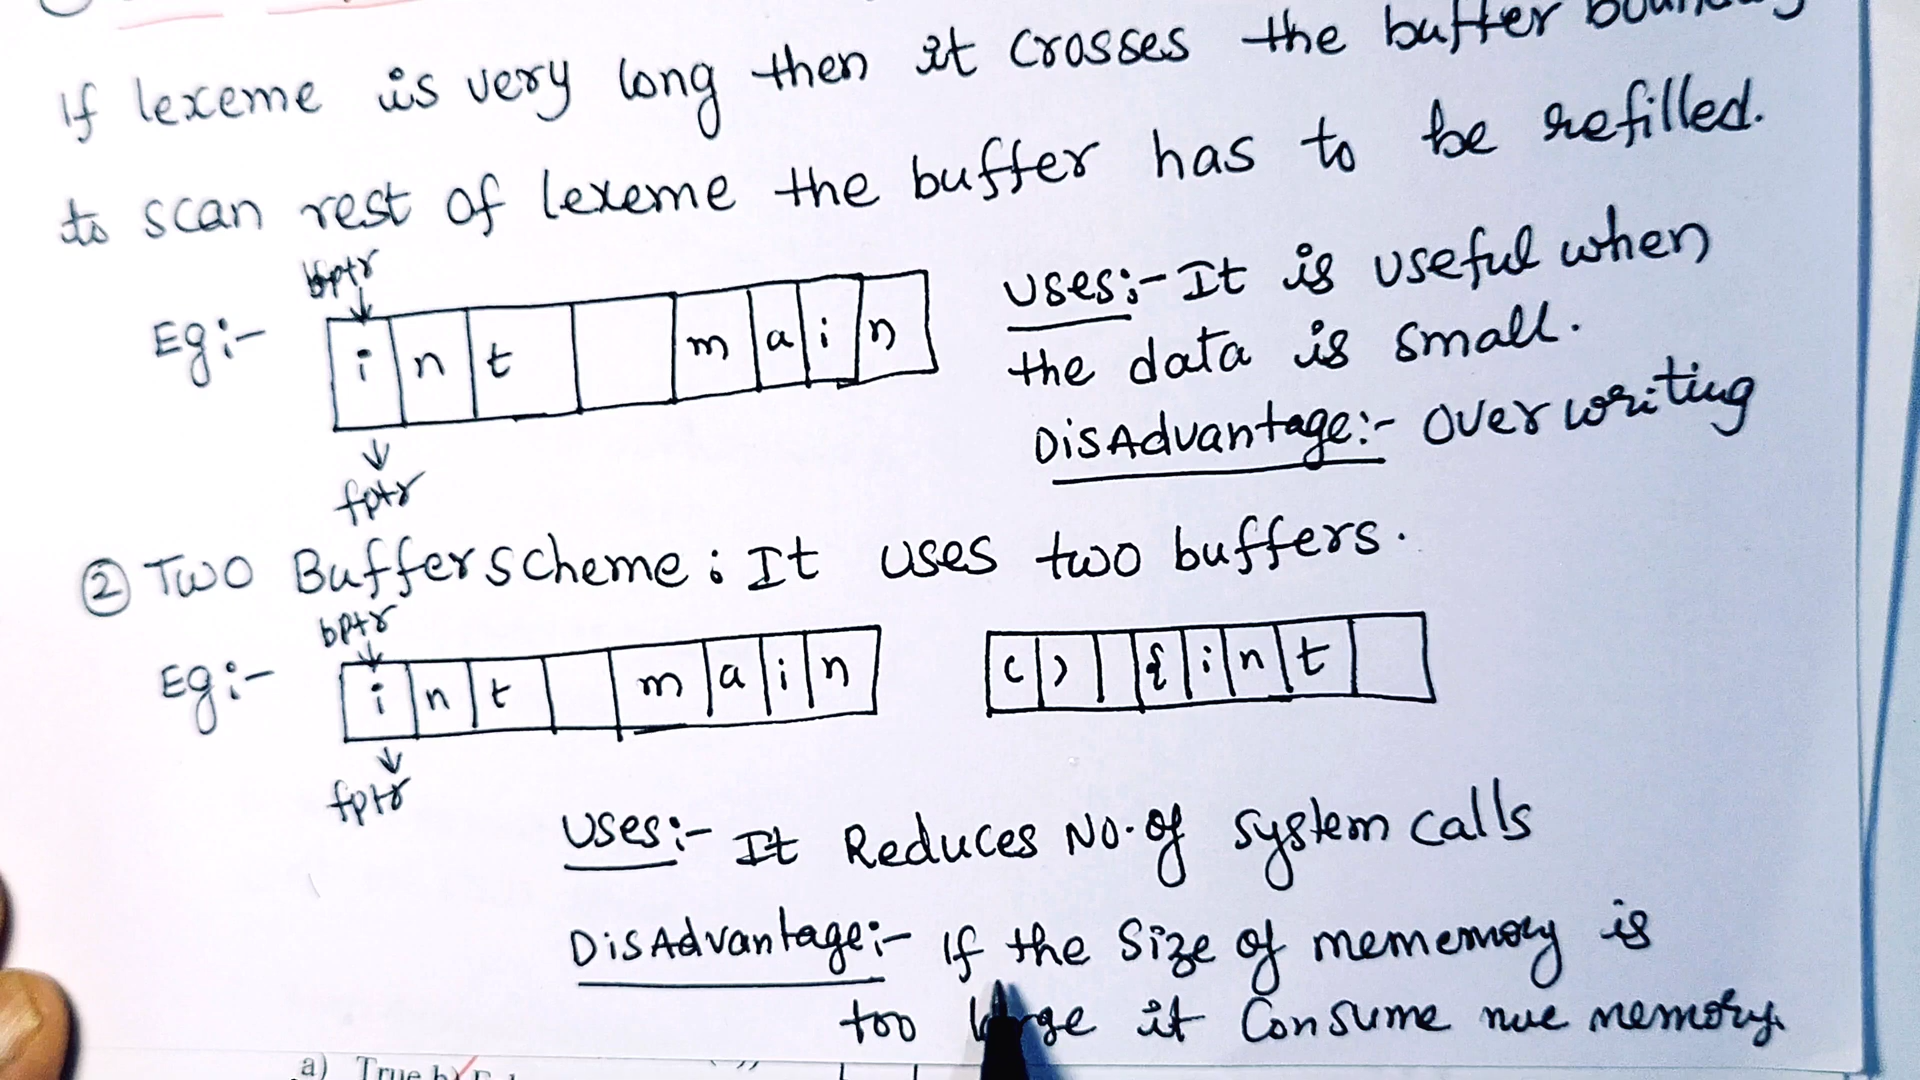 If lexeme is very long then it crosses the buffer
to scan rest of lexeme the buffer has to be refilled.
bptr
Eg:- i n t m a i n
fptr
Uses:- It is useful when
the data is small.
DisAdvantage:- Over writing
② Two Buffer scheme: It uses two buffers.
bptr
Eg:- i n t m a i n ( ) { i n t
fptr
Uses:- It Reduces No. of system calls
DisAdvantage:- If the Size of mememory is
too large it Consume memory.
a) True b)